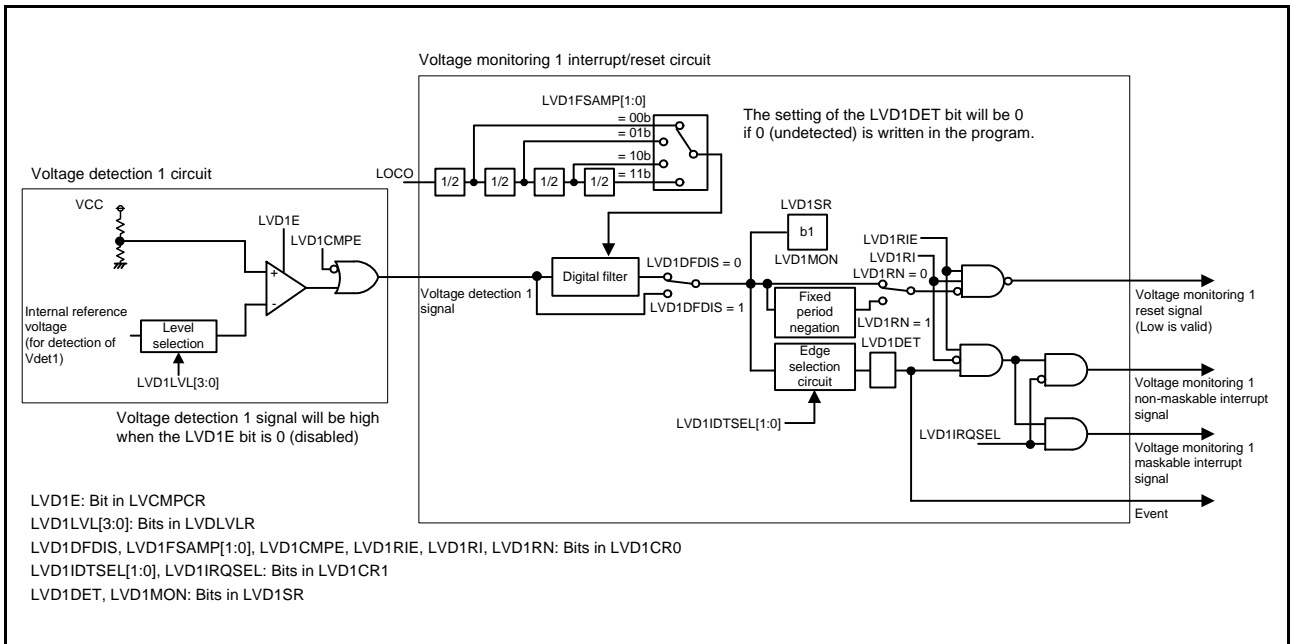 Voltage monitoring 1 interrupt/reset circuit
LVD1FSAMP[1:0]
= 00b
= 01b
= 10b
= 11b
The setting of the LVD1DET bit will be 0
if 0 (undetected) is written in the program.
LOCO
1/2
1/2
1/2
1/2
Voltage detection 1 circuit
VCC
LVD1E
LVD1CMPE
+
-
Internal reference
voltage
(for detection of
Vdet1)
Level
selection
LVD1LVL[3:0]
Voltage detection 1 signal will be high
when the LVD1E bit is 0 (disabled)
Voltage detection 1
signal
Digital filter
LVD1DFDIS = 0
LVD1DFDIS = 1
LVD1SR
b1
LVD1MON
LVD1RIE
LVD1RI
LVD1RN = 0
Fixed
period
negation
LVD1RN = 1
Edge
selection
circuit
LVD1DET
LVD1IDTSEL[1:0]
LVD1IRQSEL
Voltage monitoring 1
reset signal
(Low is valid)
Voltage monitoring 1
non-maskable interrupt
signal
Voltage monitoring 1
maskable interrupt
signal
Event
LVD1E: Bit in LVCMPCR
LVD1LVL[3:0]: Bits in LVDLVLR
LVD1DFDIS, LVD1FSAMP[1:0], LVD1CMPE, LVD1RIE, LVD1RI, LVD1RN: Bits in LVD1CR0
LVD1IDTSEL[1:0], LVD1IRQSEL: Bits in LVD1CR1
LVD1DET, LVD1MON: Bits in LVD1SR